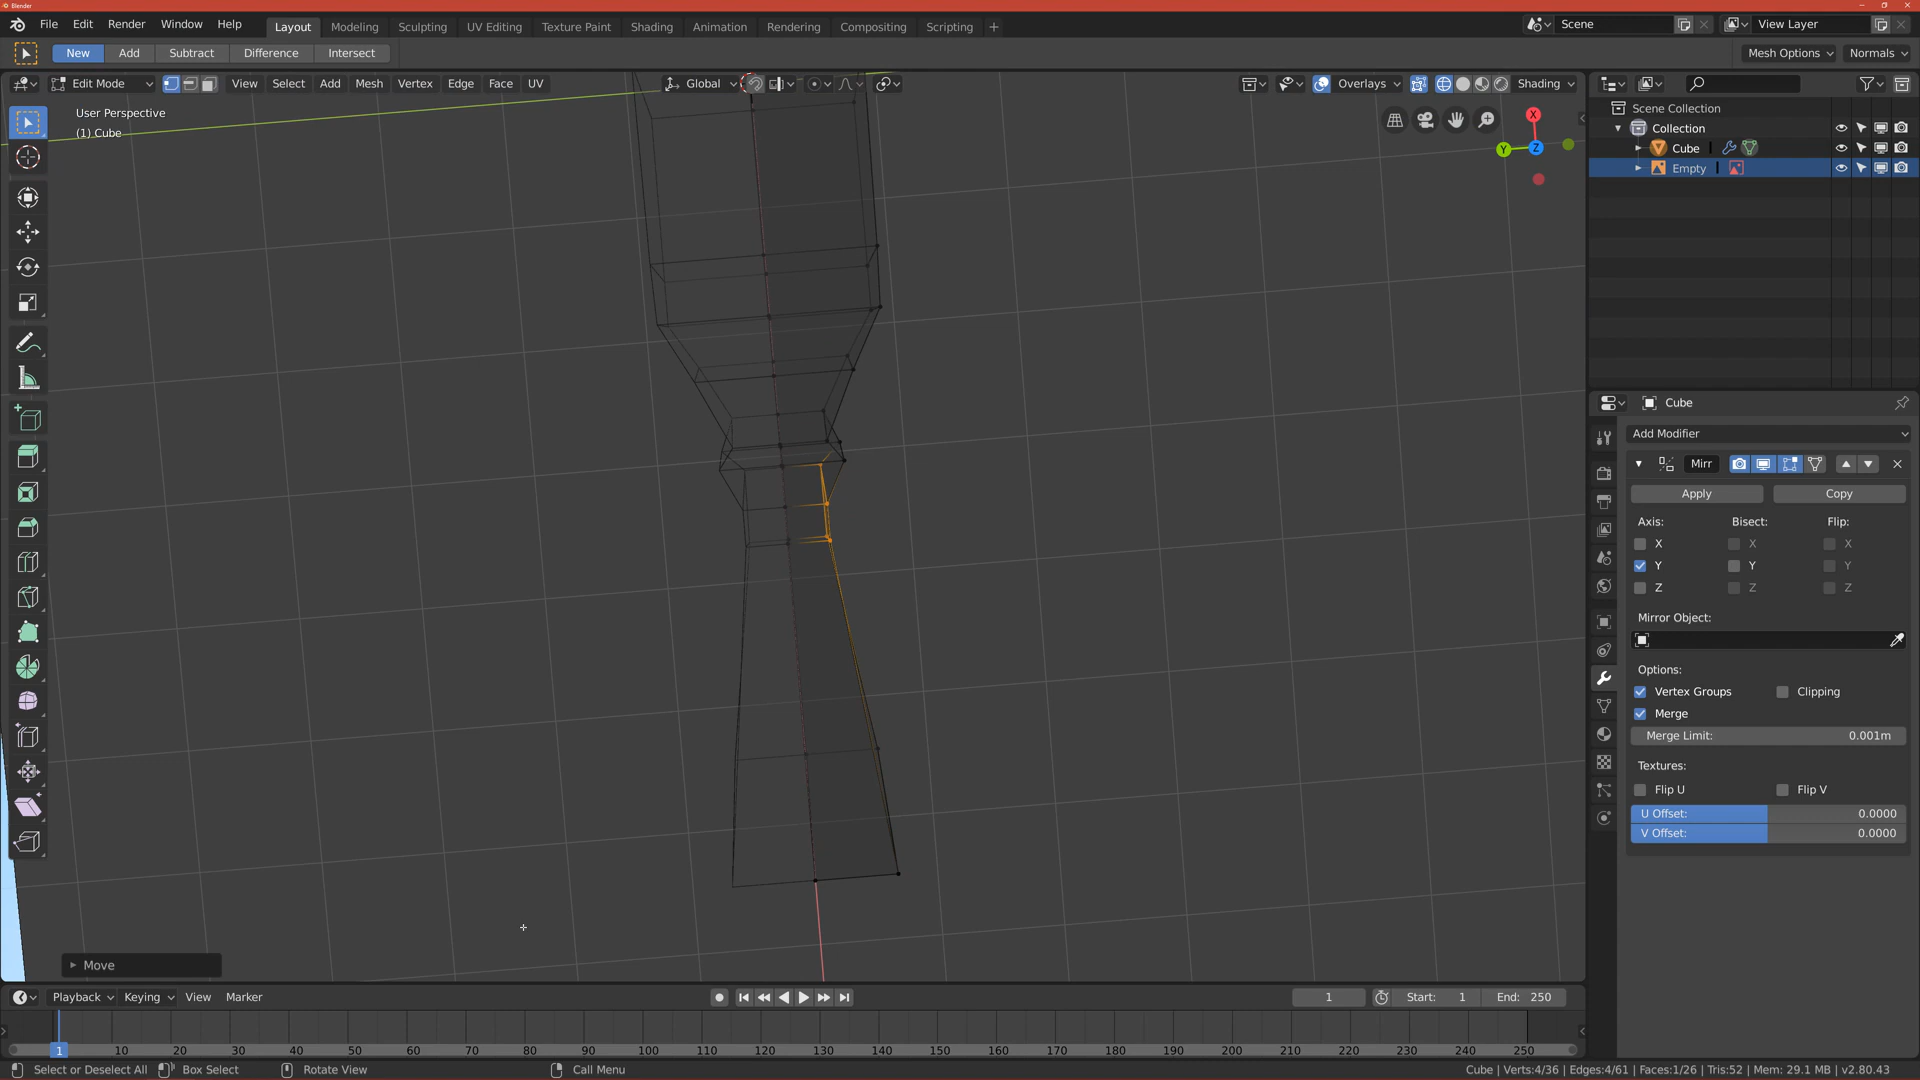 Blender
File Edit Render Window Help Layout Modeling Sculpting UV Editing Texture Paint Shading Animation Rendering Compositing Scripting + Scene View Layer
New Add Subtract Difference Intersect Mesh Options Normals
Edit Mode View Select Add Mesh Vertex Edge Face UV Global Overlays Shading
User Perspective
(1) Cube
X
Y
Z
Scene Collection
Collection
Cube
Empty
Cube
Add Modifier
Mirr
Apply Copy
Axis: Bisect: Flip:
X X X
Y Y Y
Z Z Z
Mirror Object:
Options:
Vertex Groups Clipping
Merge
Merge Limit: 0.001m
Textures:
Flip U Flip V
U Offset: 0.0000
V Offset: 0.0000
Move
Playback Keying View Marker 1 Start: 1 End: 250
1 10 20 30 40 50 60 70 80 90 100 110 120 130 140 150 160 170 180 190 200 210 220 230 240 250
Select or Deselect All Box Select Rotate View Call Menu Cube | Verts:4/36 | Edges:4/61 | Faces:1/26 | Tris:52 | Mem: 29.1 MB | v2.80.43